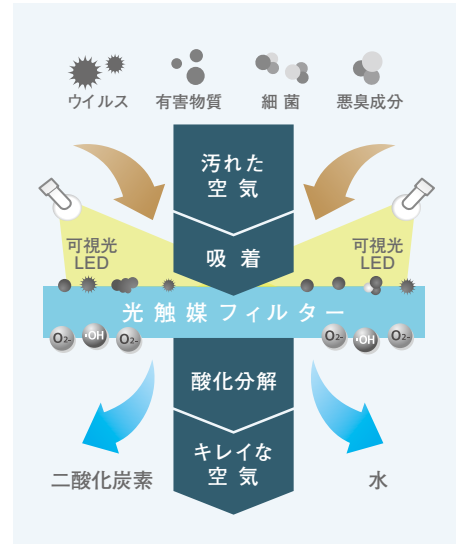 ウイルス
有害物質
細菌
悪臭成分
汚れた
空気
可視光
LED
吸着
可視光
LED
光触媒フィルター
O2-
·OH
O2-
O2-
·OH
O2-
酸化分解
キレイな
空気
二酸化炭素
水